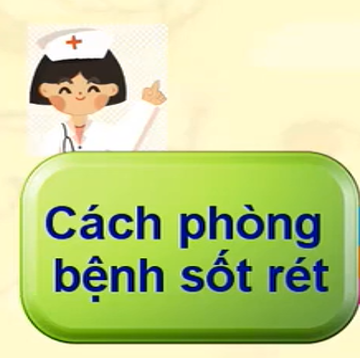 Cách phòng
bệnh sốt rét